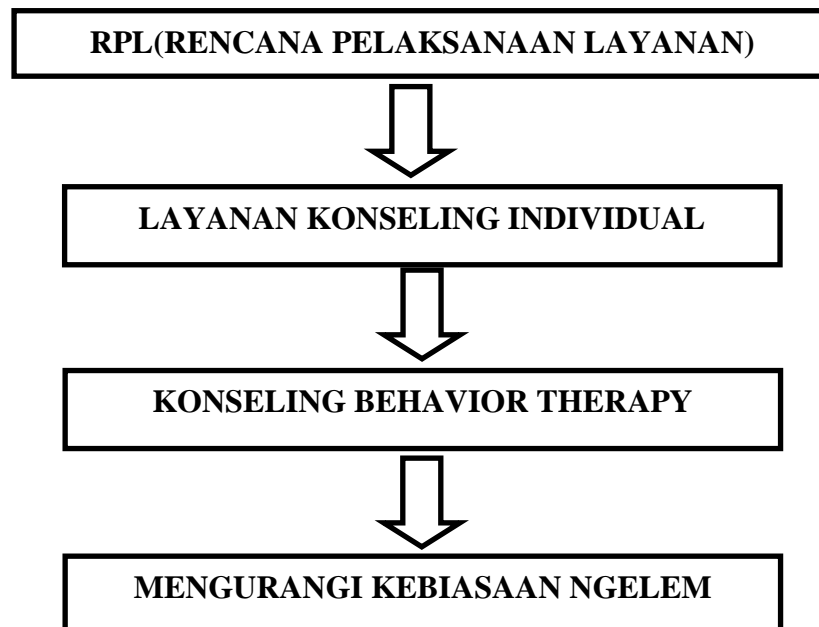 RPL(RENCANA PELAKSANAAN LAYANAN)
LAYANAN KONSELING INDIVIDUAL
KONSELING BEHAVIOR THERAPY
MENGURANGI KEBIASAAN NGELEM